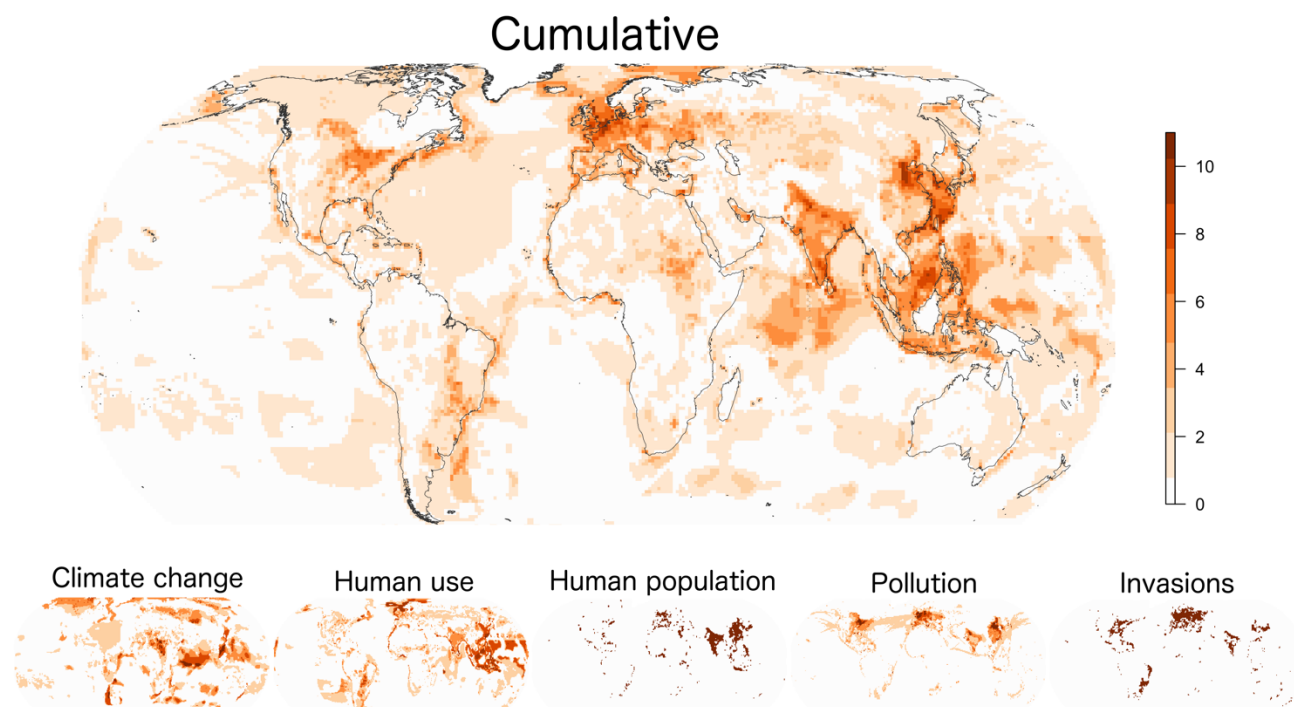 Cumulative
10
8
6
4
2
0
Climate change
Human use
Human population
Pollution
Invasions